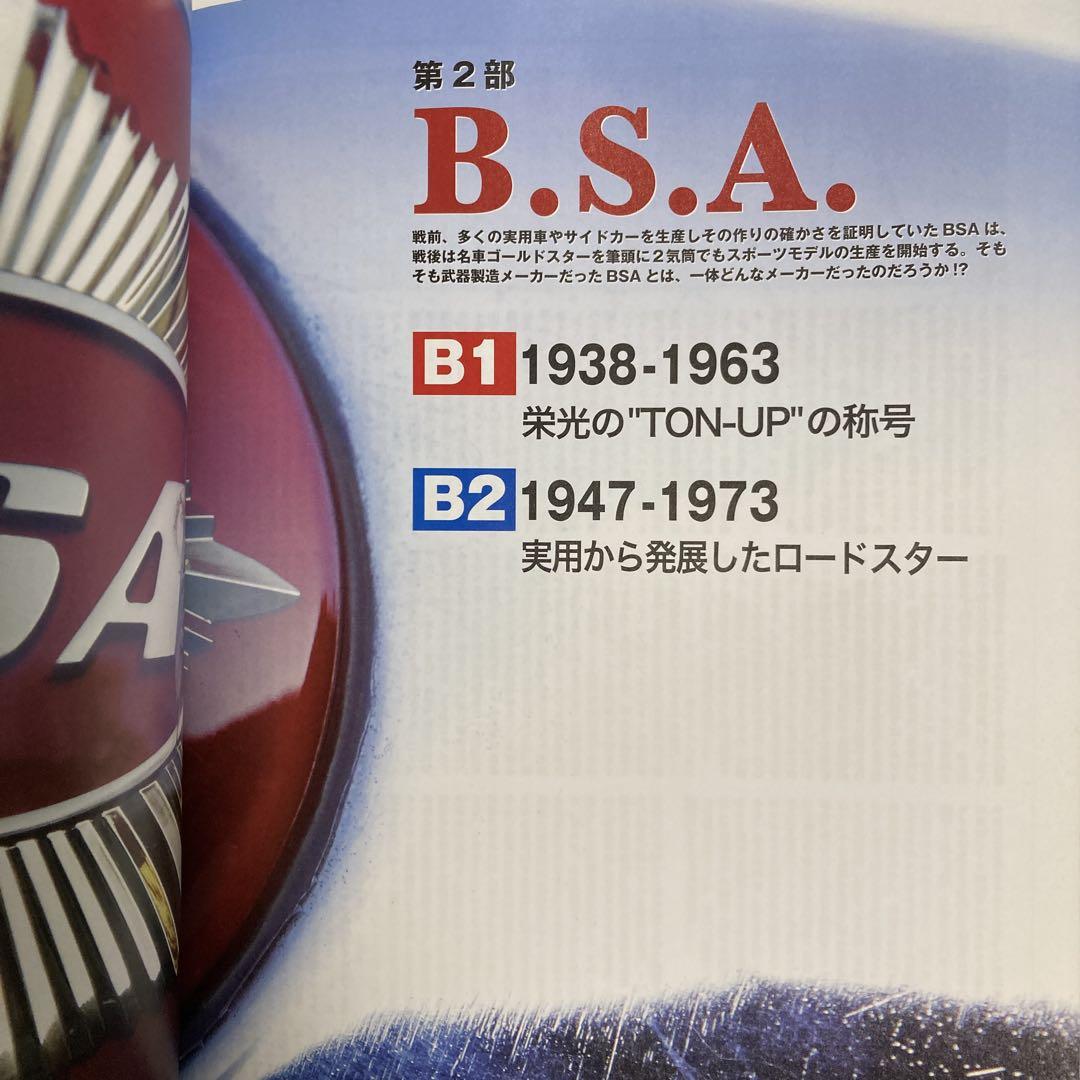 第2部
B.S.A.
戦前、多くの実用車やサイドカーを生産しその作りの確かさを証明していたBSAは、
戦後は名車ゴールドスターを筆頭に2気筒でもスポーツモデルの生産を開始する。そも
そも武器製造メーカーだったBSAとは、一体どんなメーカーだったのだろうか!?
B1 1938-1963
栄光の"TON-UP"の称号
B2 1947-1973
実用から発展したロードスター
SA